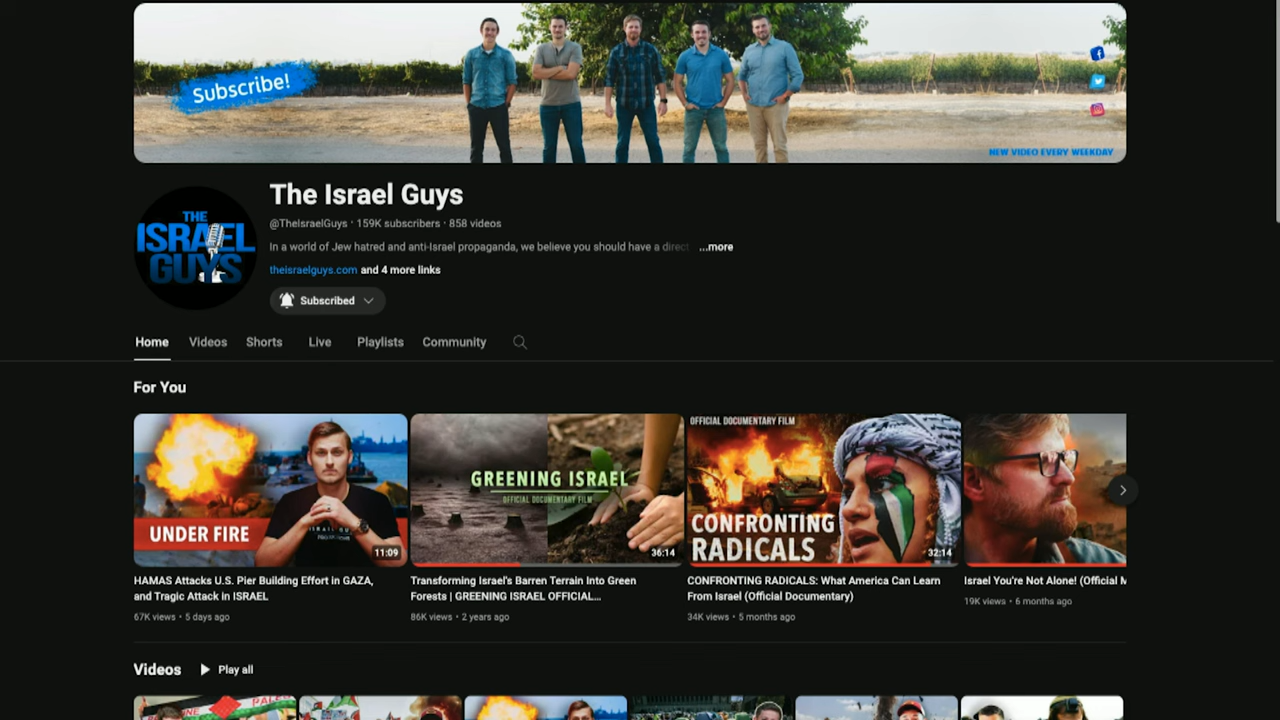 Subscribe!
NEW VIDEO EVERY WEEKDAY
THE
ISRAEL
GUYS
The Israel Guys
@TheIsraelGuys · 159K subscribers · 858 videos
In a world of Jew hatred and anti-Israel propaganda, we believe you should have a direct ...more
theisraelguys.com and 4 more links
Subscribed
Home Videos Shorts Live Playlists Community
For You
UNDER FIRE
11:09
GREENING ISRAEL
OFFICIAL DOCUMENTARY FILM
36:14
OFFICIAL DOCUMENTARY FILM
CONFRONTING
RADICALS
32:14
HAMAS Attacks U.S. Pier Building Effort in GAZA,
and Tragic Attack in ISRAEL
67K views · 5 days ago
Transforming Israel's Barren Terrain Into Green
Forests | GREENING ISRAEL OFFICIAL...
86K views · 2 years ago
CONFRONTING RADICALS: What America Can Learn
From Israel (Official Documentary)
34K views · 5 months ago
Israel You're Not Alone! (Official M
19K views · 6 months ago
Videos Play all